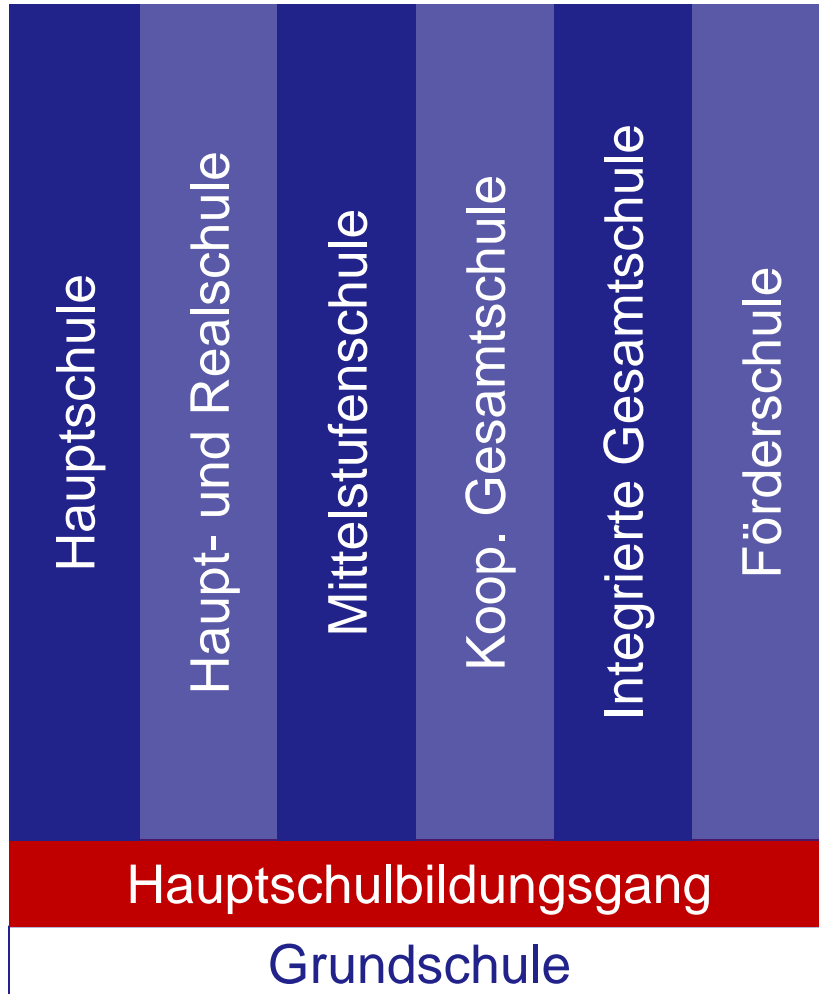 Hauptschule
Haupt- und Realschule
Mittelstufenschule
Koop. Gesamtschule
Integrierte Gesamtschule
Förderschule
Hauptschulbildungsgang
Grundschule